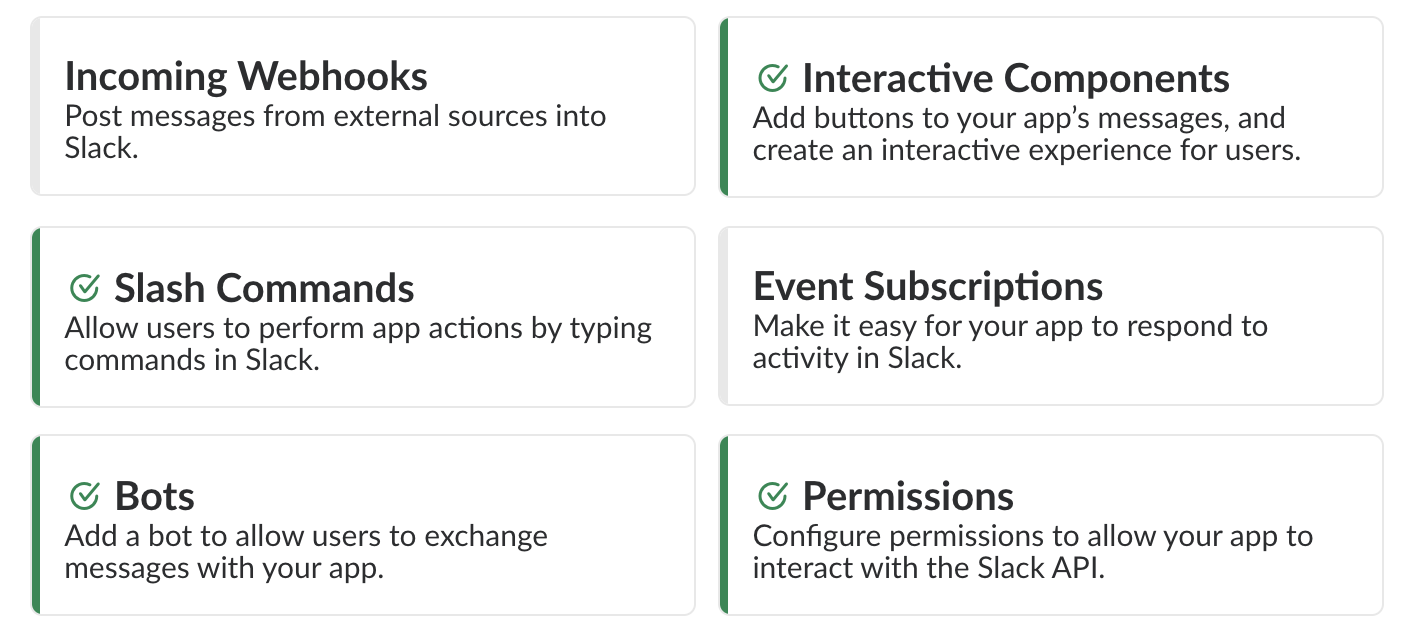 Incoming Webhooks
Post messages from external sources into
Slack.
Interactive Components
Add buttons to your app’s messages, and
create an interactive experience for users.
Slash Commands
Allow users to perform app actions by typing
commands in Slack.
Event Subscriptions
Make it easy for your app to respond to
activity in Slack.
Bots
Add a bot to allow users to exchange
messages with your app.
Permissions
Configure permissions to allow your app to
interact with the Slack API.